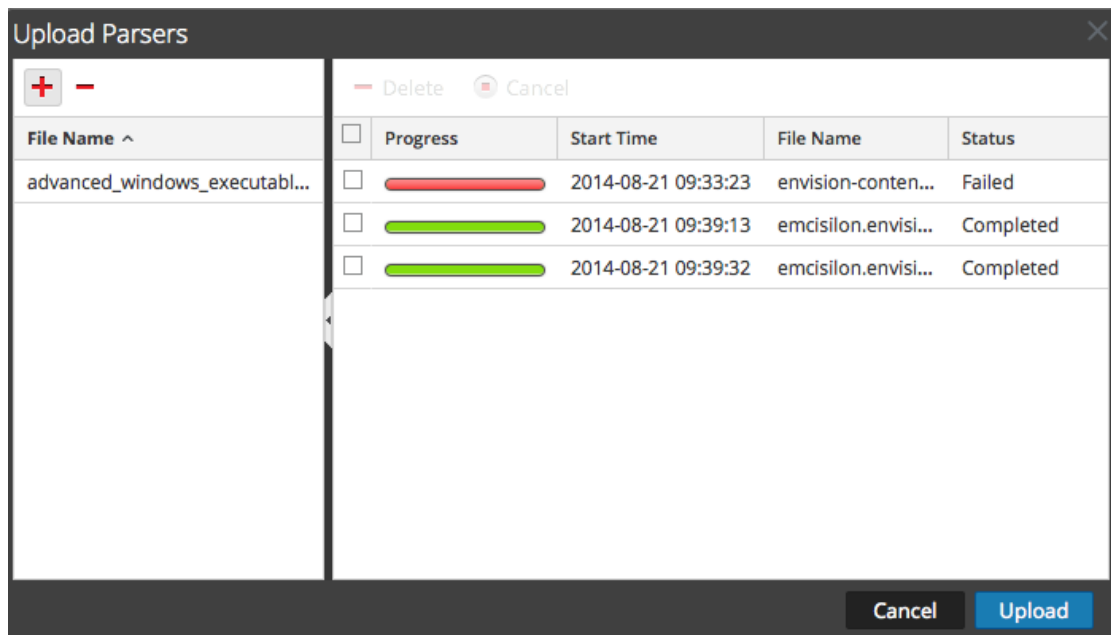 Upload Parsers
Delete Cancel
File Name
Progress Start Time File Name Status
advanced_windows_executabl...
2014-08-21 09:33:23 envision-conten... Failed
2014-08-21 09:39:13 emcisilon.envisi... Completed
2014-08-21 09:39:32 emcisilon.envisi... Completed
Cancel Upload